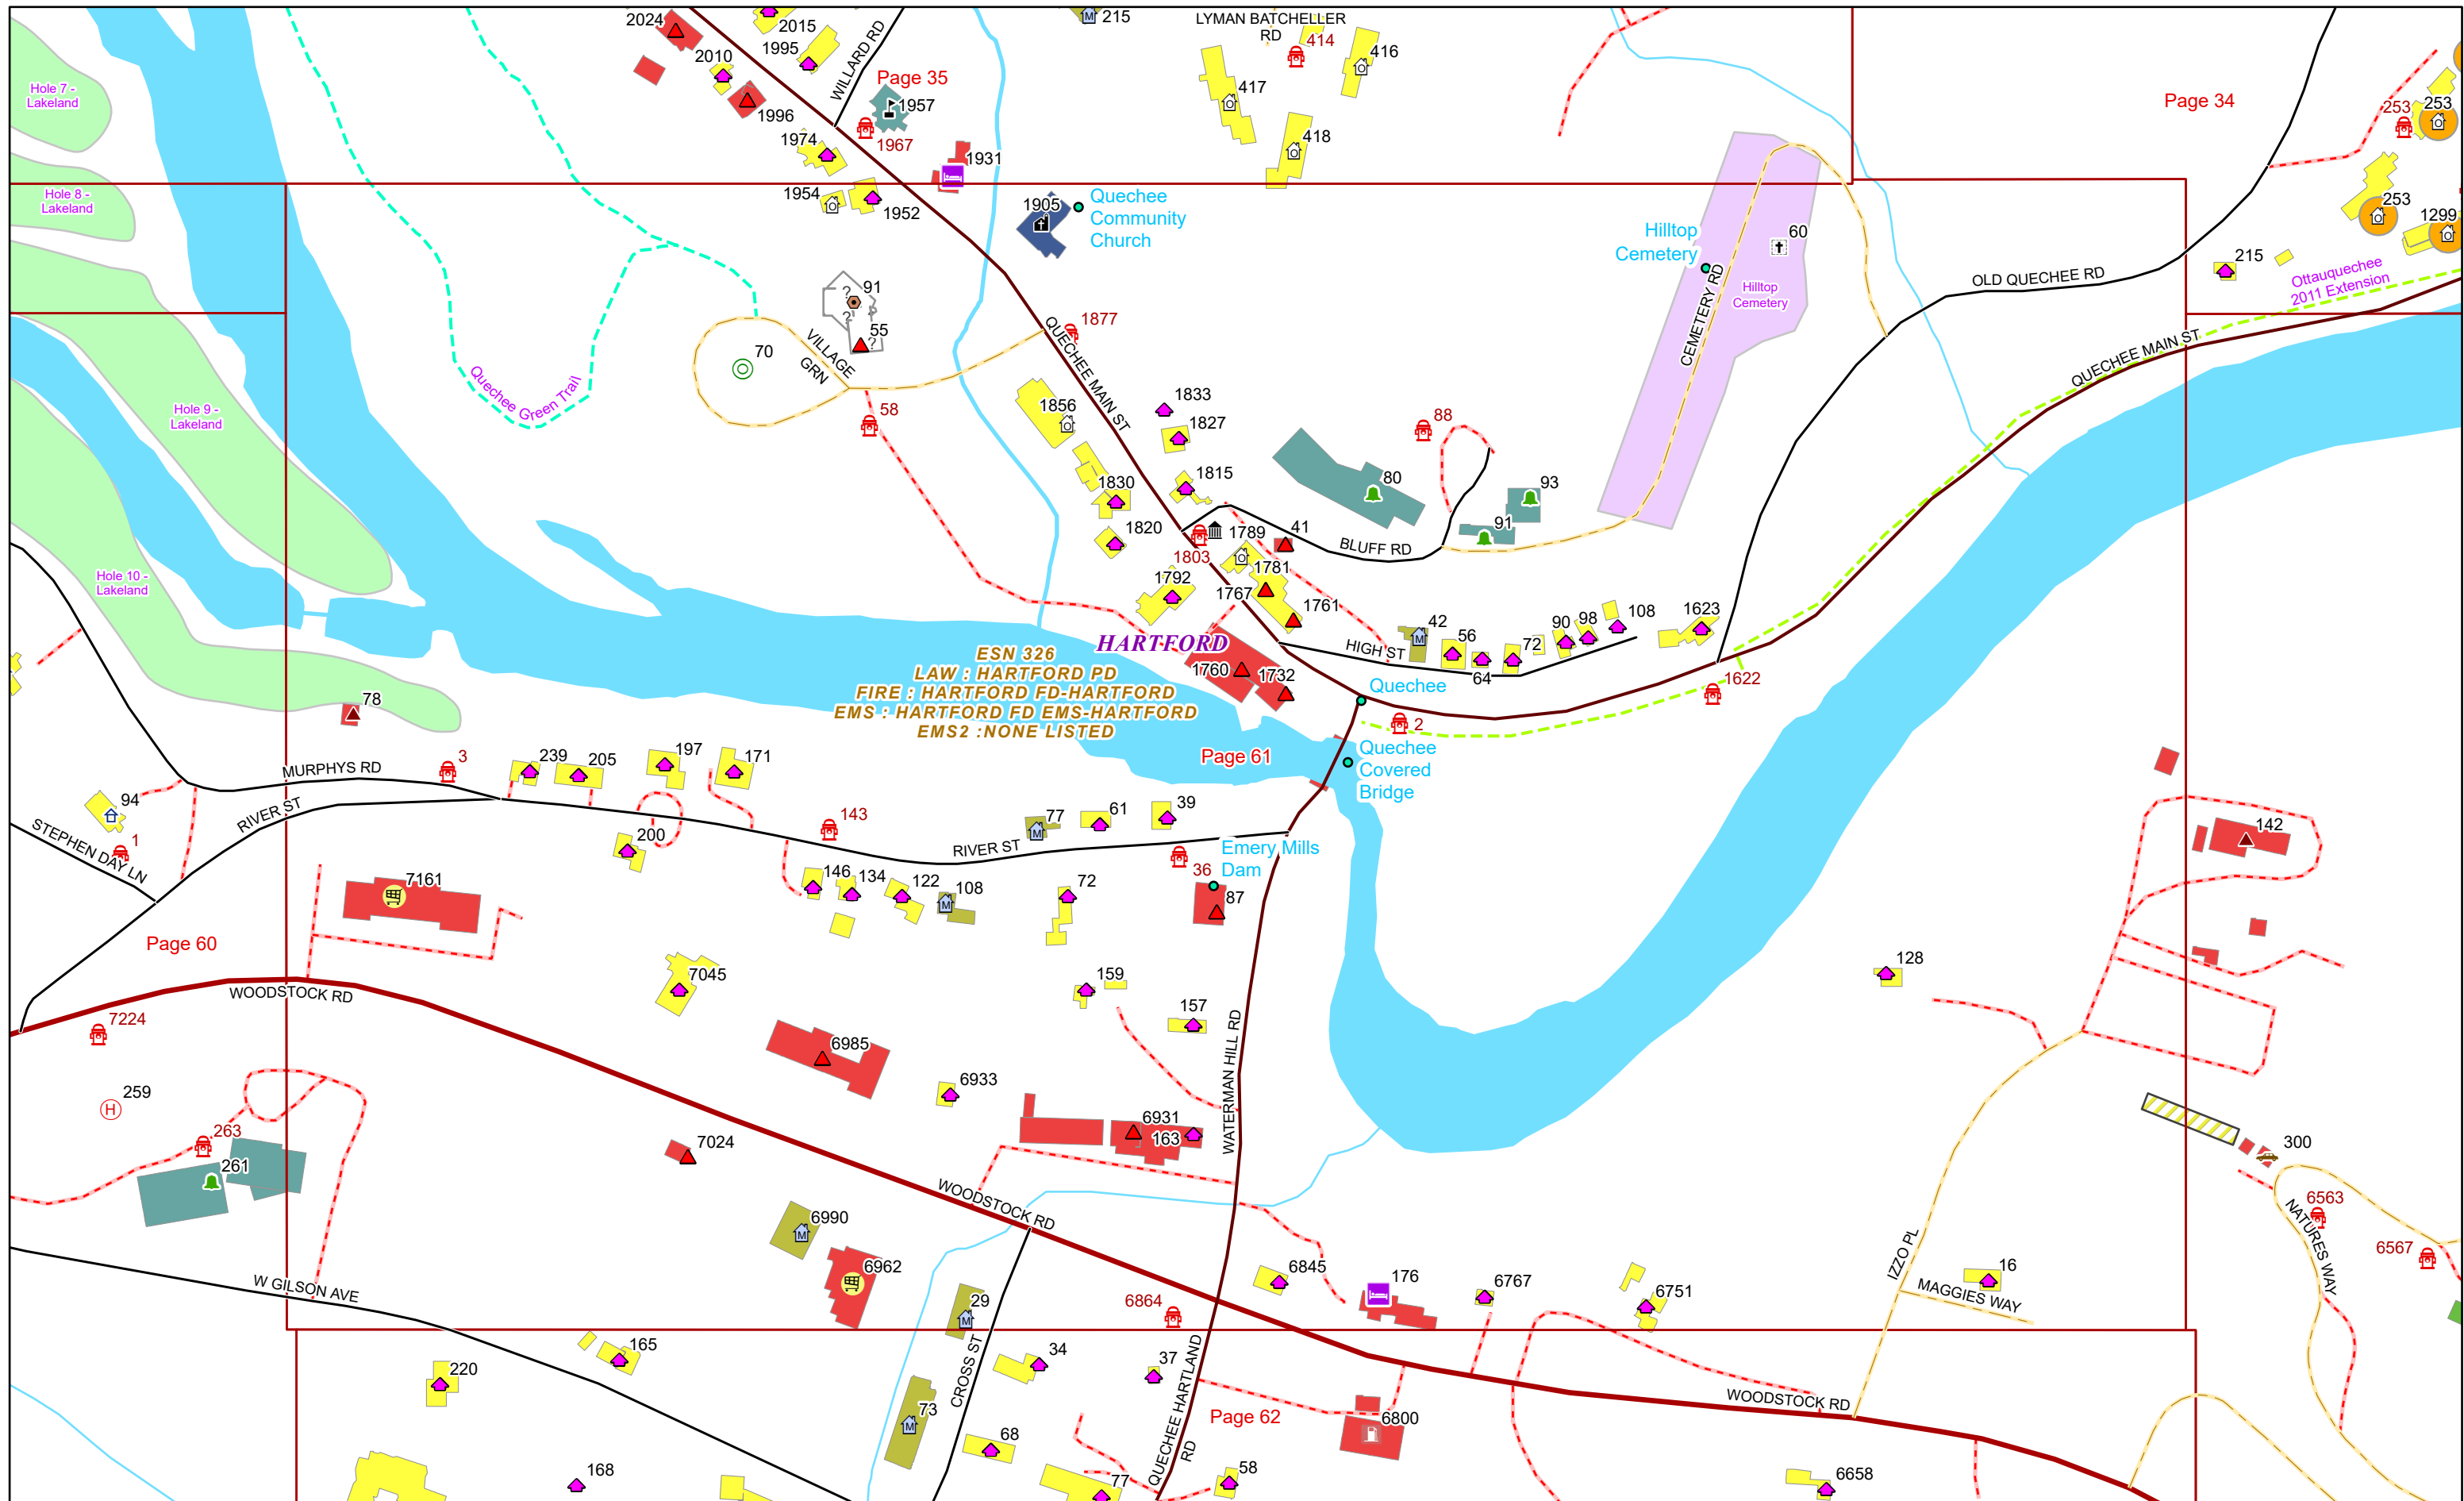 2024
2015
215
LYMAN BATCHELLER
RD
414
416
2010
1995
WILLARD RD
Page 35
417
Hole 7 -
Lakeland
1996
1957
1967
1974
418
1931
Page 34
253
253
Hole 8 -
Lakeland
1954
1952
1905
Quechee
Community
Church
Hilltop
Cemetery
60
253
1299
215
OLD QUECHEE RD
Ottauquechee
2011 Extension
Hilltop
Cemetery
CEMETERY RD
91
?
?
55
?
70
VILLAGE
GRN
1877
QUECHEE MAIN ST
QUECHEE MAIN ST
Quechee Green Trail
Hole 9 -
Lakeland
58
1856
1833
1827
88
1830
1815
80
93
91
1820
1803
1789
41
BLUFF RD
Hole 10 -
Lakeland
1792
1781
1767
1761
HARTFORD
42
56
64
72
90
98
108
1623
HIGH ST
ESN 326
LAW : HARTFORD PD
FIRE : HARTFORD FD-HARTFORD
EMS : HARTFORD FD EMS-HARTFORD
EMS2 :NONE LISTED
1760
1732
Quechee
1622
2
78
Page 61
Quechee
Covered
Bridge
3
239
205
197
171
MURPHYS RD
94
RIVER ST
143
77
61
39
142
1
STEPHEN DAY LN
200
RIVER ST
Emery Mills
Dam
36
146
134
122
108
72
87
7161
Page 60
7045
159
128
WOODSTOCK RD
157
7224
6985
WATERMAN HILL RD
259
H
6933
6931
163
263
7024
300
261
WOODSTOCK RD
6990
6563
NATURES WAY
6567
IZZO PL
W GILSON AVE
6962
29
6864
6845
176
6767
6751
16
MAGGIES WAY
165
34
37
CROSS ST
QUECHEE HARTLAND
RD
220
73
Page 62
6800
WOODSTOCK RD
68
168
77
58
6658
M
M
M
M
M
M
M